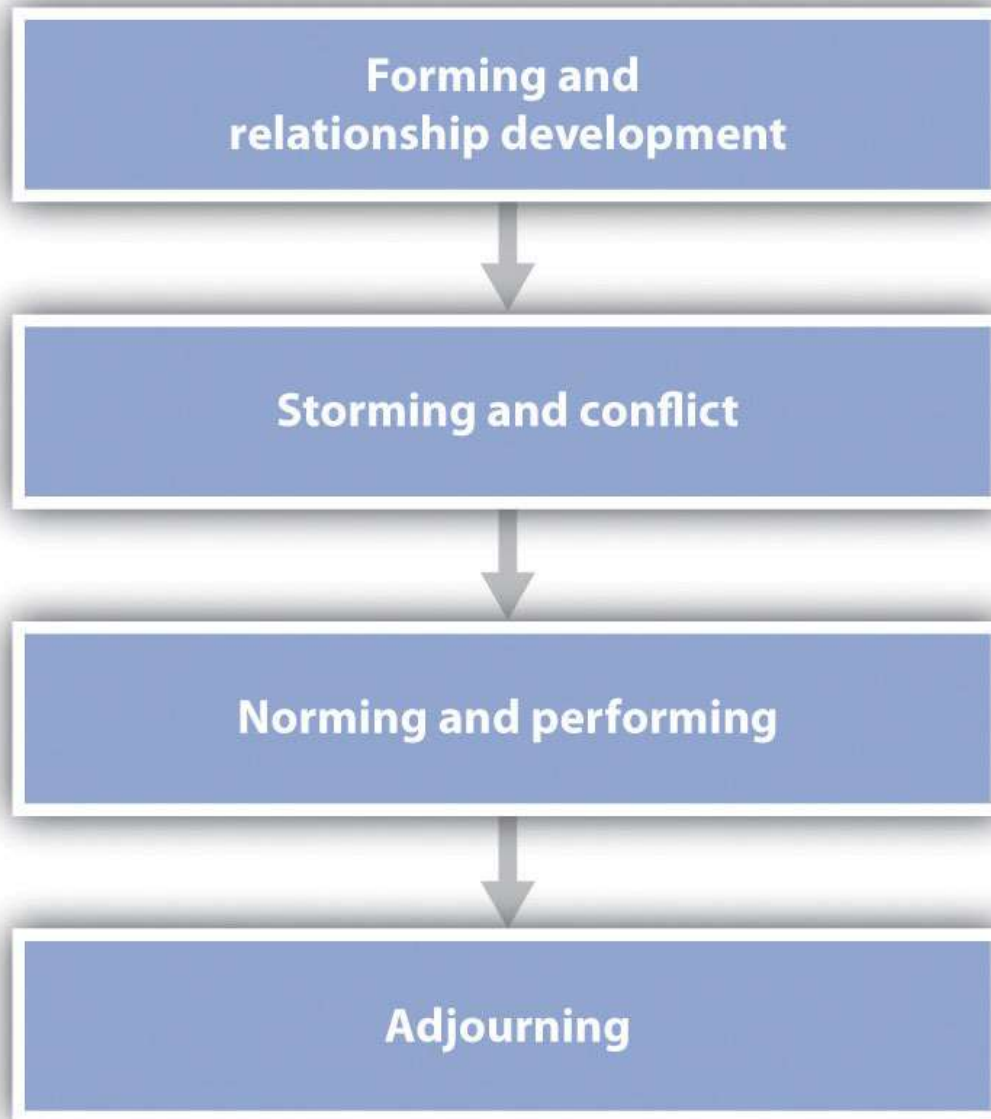 Forming and
relationship development
Storming and conflict
Norming and performing
Adjourning